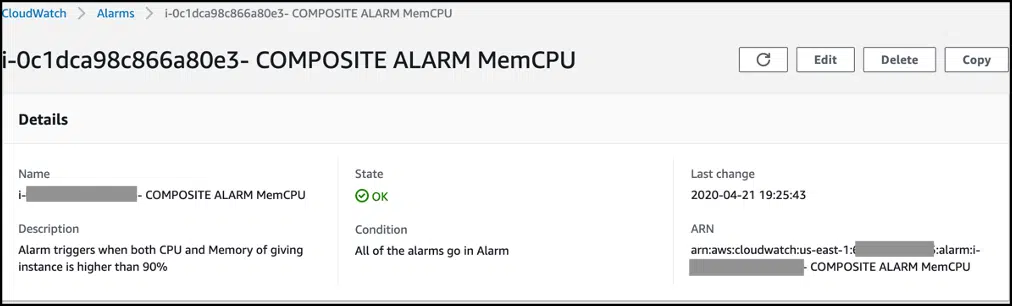 CloudWatch > Alarms > i-0c1dca98c866a80e3- COMPOSITE ALARM MemCPU
i-0c1dca98c866a80e3- COMPOSITE ALARM MemCPU
Edit
Delete
Copy
Details
Name
i- - COMPOSITE ALARM MemCPU
Description
Alarm triggers when both CPU and Memory of giving
instance is higher than 90%
State
OK
Condition
All of the alarms go in Alarm
Last change
2020-04-21 19:25:43
ARN
arn:aws:cloudwatch:us-east-1:6 :alarm:i-
- COMPOSITE ALARM MemCPU